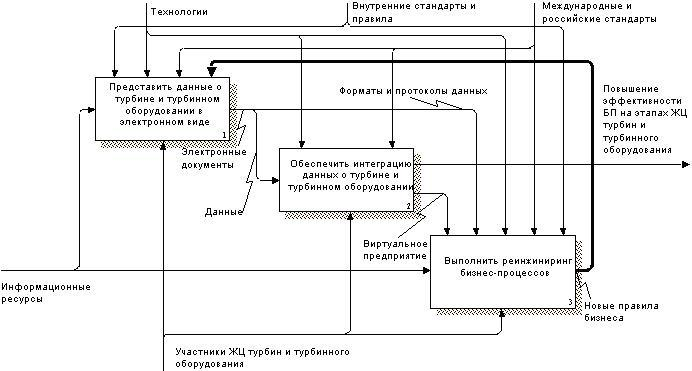 Технологии
Внутренние стандарты и
правила
Международные и
российские стандарты
Представить данные о
турбине и турбинном
оборудовании в
электронном виде
1
Форматы и протоколы данных
Повышение
эффективности
БП на этапах ЖЦ
турбин и
турбинного
оборудования
Электронные
документы
Данные
Обеспечить интеграцию
данных о турбине и
турбинном оборудовании
2
Виртуальное
предприятие
Выполнить реинжиниринг
бизнес-процессов
3
Информационные
ресурсы
Новые правила
бизнеса
Участники ЖЦ турбин и турбинного
оборудования